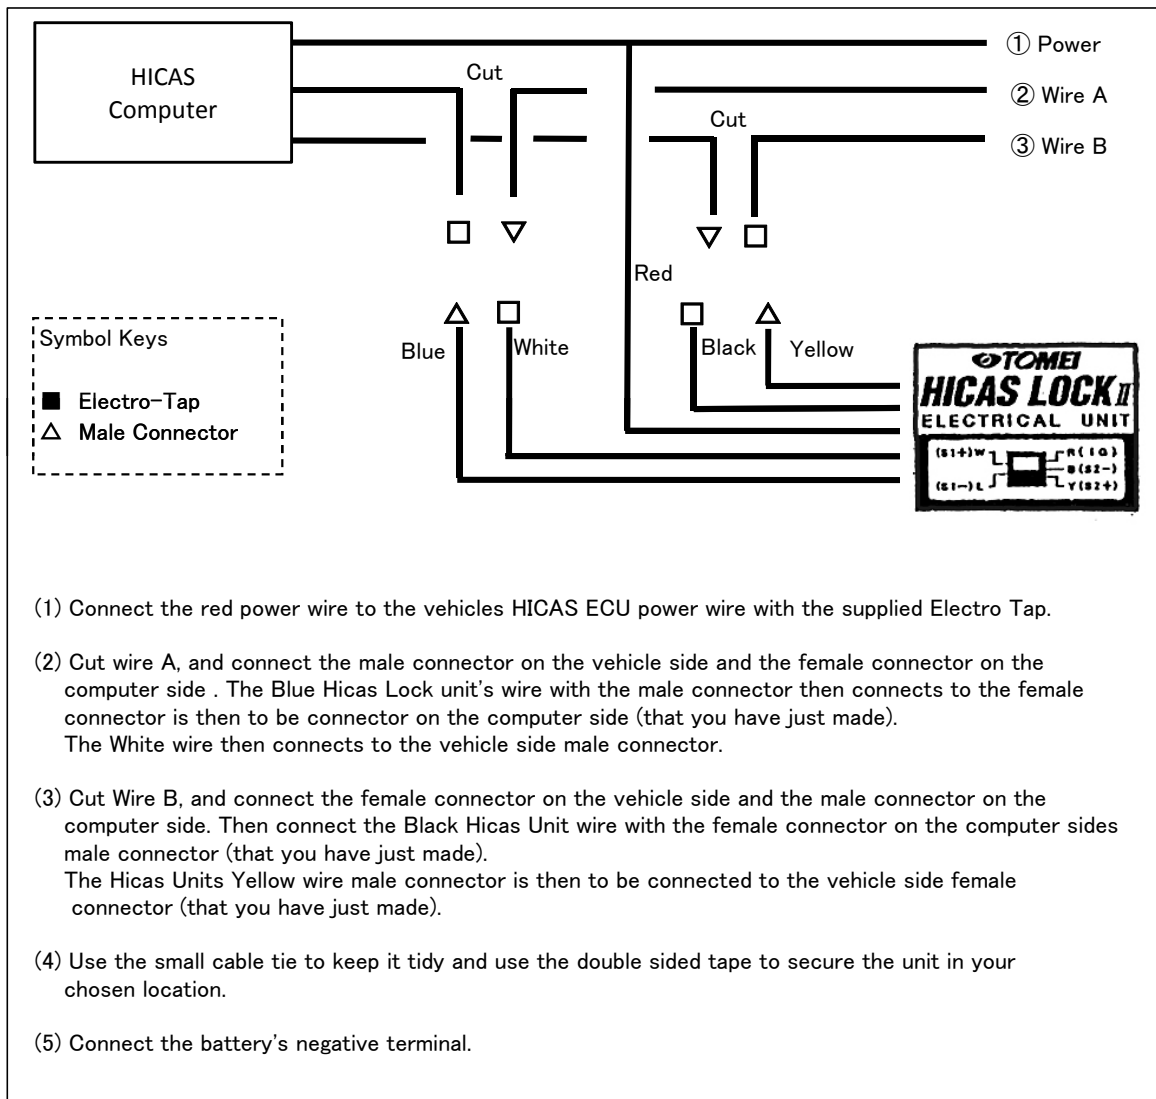 HICAS
Computer
① Power
Cut
② Wire A
Cut
③ Wire B
Red
Symbol Keys
■ Electro-Tap
△ Male Connector
Blue
White
Black
Yellow
TOMEI
HICAS LOCK II
ELECTRICAL UNIT
(S1+)W
R(IG)
B(S2-)
(S1-)L
Y(S2+)
(1) Connect the red power wire to the vehicles HICAS ECU power wire with the supplied Electro Tap.
(2) Cut wire A, and connect the male connector on the vehicle side and the female connector on the
computer side . The Blue Hicas Lock unit's wire with the male connector then connects to the female
connector is then to be connector on the computer side (that you have just made).
The White wire then connects to the vehicle side male connector.
(3) Cut Wire B, and connect the female connector on the vehicle side and the male connector on the
computer side. Then connect the Black Hicas Unit wire with the female connector on the computer sides
male connector (that you have just made).
The Hicas Units Yellow wire male connector is then to be connected to the vehicle side female
connector (that you have just made).
(4) Use the small cable tie to keep it tidy and use the double sided tape to secure the unit in your
chosen location.
(5) Connect the battery's negative terminal.